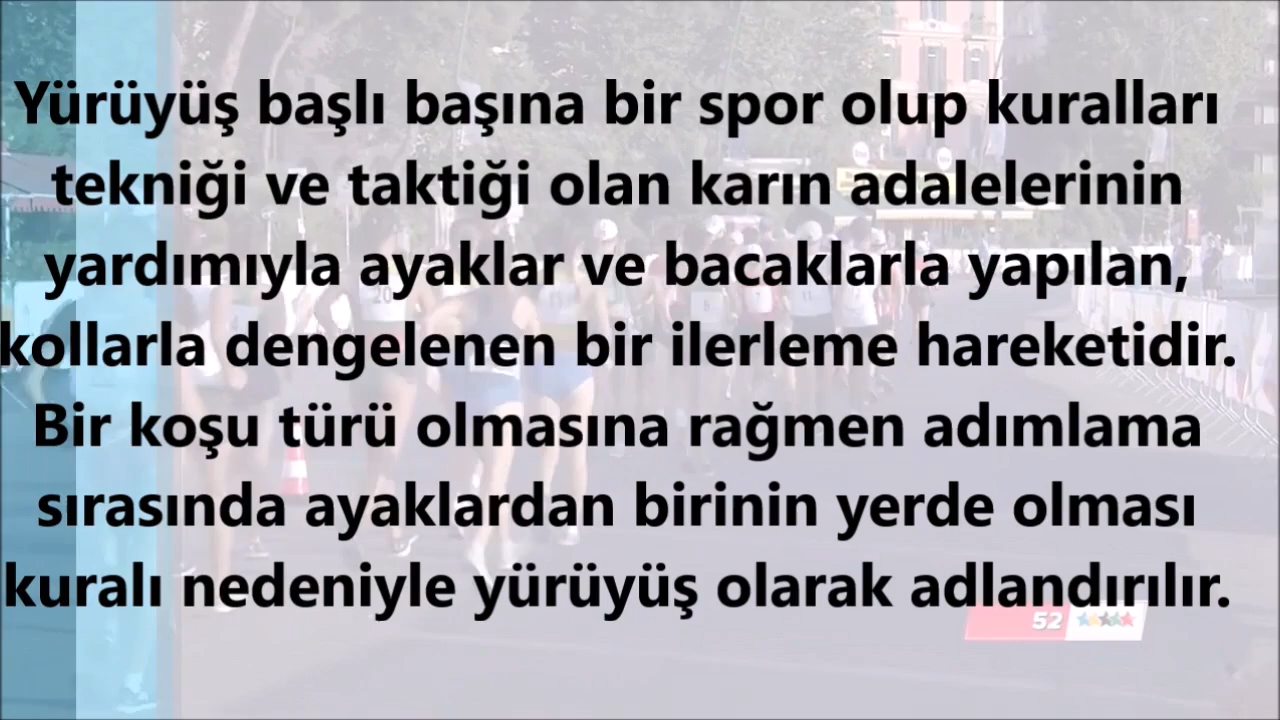 Yürüyüş başlı başına bir spor olup kuralları
tekniği ve taktiği olan karın adalelerinin
yardımıyla ayaklar ve bacaklarla yapılan,
kollarla dengelenen bir ilerleme hareketidir.
Bir koşu türü olmasına rağmen adımlama
sırasında ayaklardan birinin yerde olması
kuralı nedeniyle yürüyüş olarak adlandırılır.
52